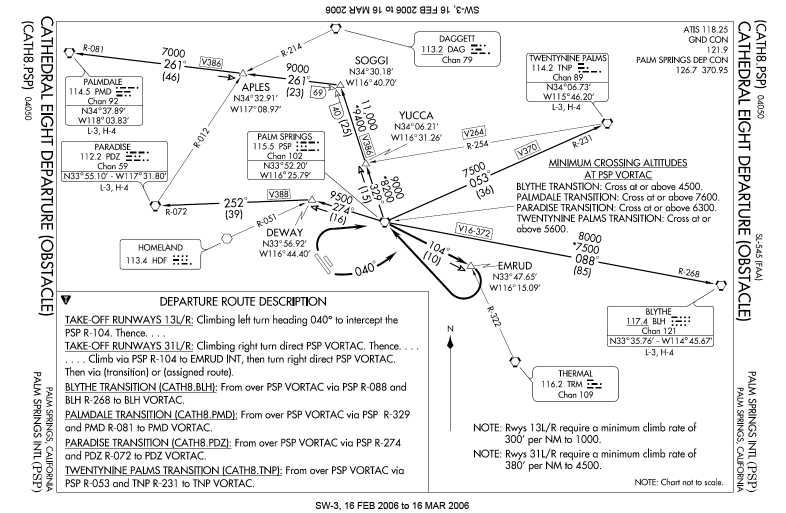 SW-3, 16 FEB 2006 to 16 MAR 2006
(CATH8.PSP) 04050
CATHEDRAL EIGHT DEPARTURE (OBSTACLE)
PALM SPRINGS INTL (PSP)
PALM SPRINGS, CALIFORNIA
(CATH8.PSP) 04050
CATHEDRAL EIGHT DEPARTURE (OBSTACLE)
SL-545 (FAA)
PALM SPRINGS INTL (PSP)
PALM SPRINGS, CALIFORNIA
ATIS 118.25
GND CON
121.9
PALM SPRINGS DEP CON
126.7 370.95
DAGGETT
113.2 DAG
Chan 79
R-214
R-081
7000
261°
(46)
V386
PALMDALE
114.5 PMD
Chan 92
N34°37.89'
W118°03.83'
L-3, H-4
APLES
N34°32.91'
W117°08.97'
9000
261°
(23)
69
SOGGI
N34°30.18'
W116°40.70'
(40)
11,000
*9400
(25)
V386
YUCCA
N34°06.21'
W116°31.26'
TWENTYNINE PALMS
114.2 TNP
Chan 89
N34°06.73'
W115°46.20'
L-3, H-4
V264
R-254
R-231
V370
7500
053°
(36)
R-012
PARADISE
112.2 PDZ
Chan 59
N33°55.10' - W117°31.80'
L-3, H-4
R-072
PALM SPRINGS
115.5 PSP
Chan 102
N33°52.20'
W116°25.79'
9000
*8200
329°
(15)
252°
(39)
V388
9500
274°
(16)
R-051
HOMELAND
113.4 HDF
DEWAY
N33°56.92'
W116°44.40'
040°
104°
(10)
EMRUD
N33°47.65'
W116°15.09'
V16-372
8000
*7500
088°
(85)
R-268
BLYTHE
117.4 BLH
Chan 121
N33°35.76' - W114°45.67'
L-3, H-4
R-322
THERMAL
116.2 TRM
Chan 109
N
MINIMUM CROSSING ALTITUDES
AT PSP VORTAC
BLYTHE TRANSTION: Cross at or above 4500.
PALMDALE TRANSITION: Cross at or above 7600.
PARADISE TRANSITION: Cross at or above 6300.
TWENTYNINE PALMS TRANSITION: Cross at or
above 5600.
DEPARTURE ROUTE DESCRIPTION
TAKE-OFF RUNWAYS 13L/R: Climbing left turn heading 040° to intercept the
PSP R-104. Thence. . . .
TAKE-OFF RUNWAYS 31L/R: Climbing right turn direct PSP VORTAC. Thence. . . .
. . . . Climb via PSP R-104 to EMRUD INT, then turn right direct PSP VORTAC.
Then via (transition) or (assigned route).
BLYTHE TRANSITION (CATH8.BLH): From over PSP VORTAC via PSP R-088 and
BLH R-268 to BLH VORTAC.
PALMDALE TRANSITION (CATH8.PMD): From over PSP VORTAC via PSP R-329
and PMD R-081 to PMD VORTAC.
PARADISE TRANSITION (CATH8.PDZ): From over PSP VORTAC via PSP R-274
and PDZ R-072 to PDZ VORTAC.
TWENTYNINE PALMS TRANSITION (CATH8.TNP): From over PSP VORTAC via
PSP R-053 and TNP R-231 to TNP VORTAC.
NOTE: Rwys 13L/R require a minimum climb rate of
300' per NM to 1000.
NOTE: Rwys 31L/R require a minimum climb rate of
380' per NM to 4500.
NOTE: Chart not to scale.
SW-3, 16 FEB 2006 to 16 MAR 2006